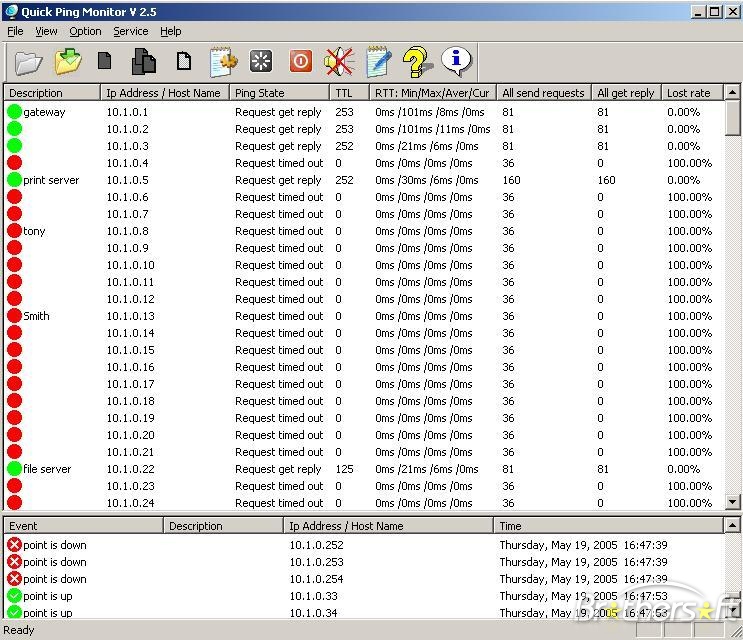 Quick Ping Monitor V 2.5
File View Option Service Help
Description Ip Address / Host Name Ping State TTL RTT: Min/Max/Aver/Cur All send requests All get reply Lost rate
gateway 10.1.0.1 Request get reply 253 0ms /101ms /8ms /0ms 81 81 0.00%
10.1.0.2 Request get reply 253 0ms /101ms /11ms /0ms 81 81 0.00%
10.1.0.3 Request get reply 252 0ms /21ms /6ms /0ms 81 81 0.00%
10.1.0.4 Request timed out 0 0ms /0ms /0ms /0ms 36 0 100.00%
print server 10.1.0.5 Request get reply 252 0ms /30ms /6ms /0ms 160 160 0.00%
10.1.0.6 Request timed out 0 0ms /0ms /0ms /0ms 36 0 100.00%
10.1.0.7 Request timed out 0 0ms /0ms /0ms /0ms 36 0 100.00%
tony 10.1.0.8 Request timed out 0 0ms /0ms /0ms /0ms 36 0 100.00%
10.1.0.9 Request timed out 0 0ms /0ms /0ms /0ms 36 0 100.00%
10.1.0.10 Request timed out 0 0ms /0ms /0ms /0ms 36 0 100.00%
10.1.0.11 Request timed out 0 0ms /0ms /0ms /0ms 36 0 100.00%
10.1.0.12 Request timed out 0 0ms /0ms /0ms /0ms 36 0 100.00%
Smith 10.1.0.13 Request timed out 0 0ms /0ms /0ms /0ms 36 0 100.00%
10.1.0.14 Request timed out 0 0ms /0ms /0ms /0ms 36 0 100.00%
10.1.0.15 Request timed out 0 0ms /0ms /0ms /0ms 36 0 100.00%
10.1.0.16 Request timed out 0 0ms /0ms /0ms /0ms 36 0 100.00%
10.1.0.17 Request timed out 0 0ms /0ms /0ms /0ms 36 0 100.00%
10.1.0.18 Request timed out 0 0ms /0ms /0ms /0ms 36 0 100.00%
10.1.0.19 Request timed out 0 0ms /0ms /0ms /0ms 36 0 100.00%
10.1.0.20 Request timed out 0 0ms /0ms /0ms /0ms 36 0 100.00%
10.1.0.21 Request timed out 0 0ms /0ms /0ms /0ms 36 0 100.00%
file server 10.1.0.22 Request get reply 125 0ms /21ms /6ms /0ms 81 81 0.00%
10.1.0.23 Request timed out 0 0ms /0ms /0ms /0ms 36 0 100.00%
10.1.0.24 Request timed out 0 0ms /0ms /0ms /0ms 36 0 100.00%
Event Description Ip Address / Host Name Time
point is down 10.1.0.252 Thursday, May 19, 2005 16:47:39
point is down 10.1.0.253 Thursday, May 19, 2005 16:47:39
point is down 10.1.0.254 Thursday, May 19, 2005 16:47:39
point is up 10.1.0.33 Thursday, May 19, 2005 16:47:53
point is up 10.1.0.34 Thursday, May 19, 2005 16:47:53
Brothersoft
Ready